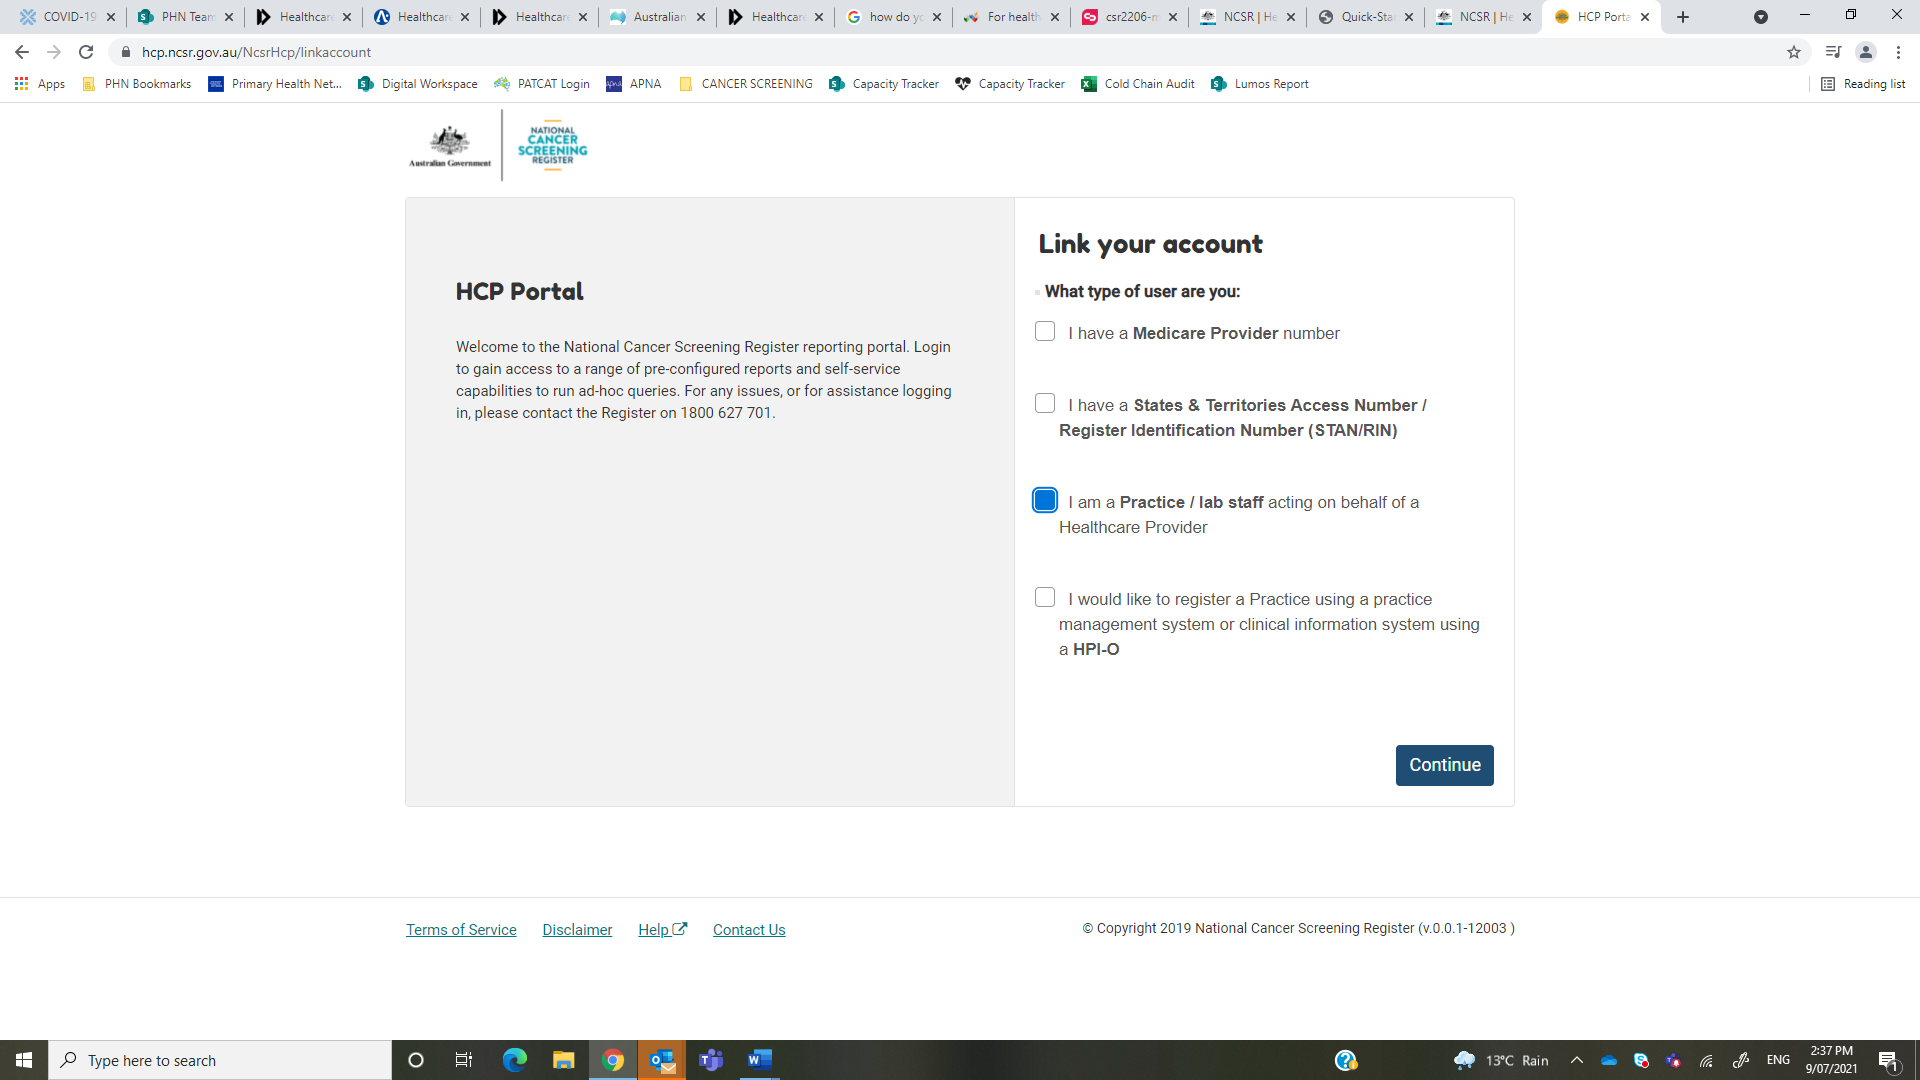 COVID-19
PHN Team
Healthcare
Healthcare
Healthcare
Australian
Healthcare
how do yo
For health
csr2206-m
NCSR | He
Quick-Star
NCSR | He
HCP Porta
hcp.ncsr.gov.au/NcsrHcp/linkaccount
Apps
PHN Bookmarks
Primary Health Net...
Digital Workspace
PATCAT Login
apna
APNA
CANCER SCREENING
Capacity Tracker
Capacity Tracker
Cold Chain Audit
Lumos Report
Reading list
Australian Government
NATIONAL
CANCER
SCREENING
REGISTER
HCP Portal
Welcome to the National Cancer Screening Register reporting portal. Login
to gain access to a range of pre-configured reports and self-service
capabilities to run ad-hoc queries. For any issues, or for assistance logging
in, please contact the Register on 1800 627 701.
Link your account
What type of user are you:
I have a Medicare Provider number
I have a States & Territories Access Number /
Register Identification Number (STAN/RIN)
I am a Practice / lab staff acting on behalf of a
Healthcare Provider
I would like to register a Practice using a practice
management system or clinical information system using
a HPI-O
Continue
Terms of Service
Disclaimer
Help
Contact Us
© Copyright 2019 National Cancer Screening Register (v.0.0.1-12003 )
Type here to search
13°C Rain
ENG
2:37 PM
9/07/2021
1